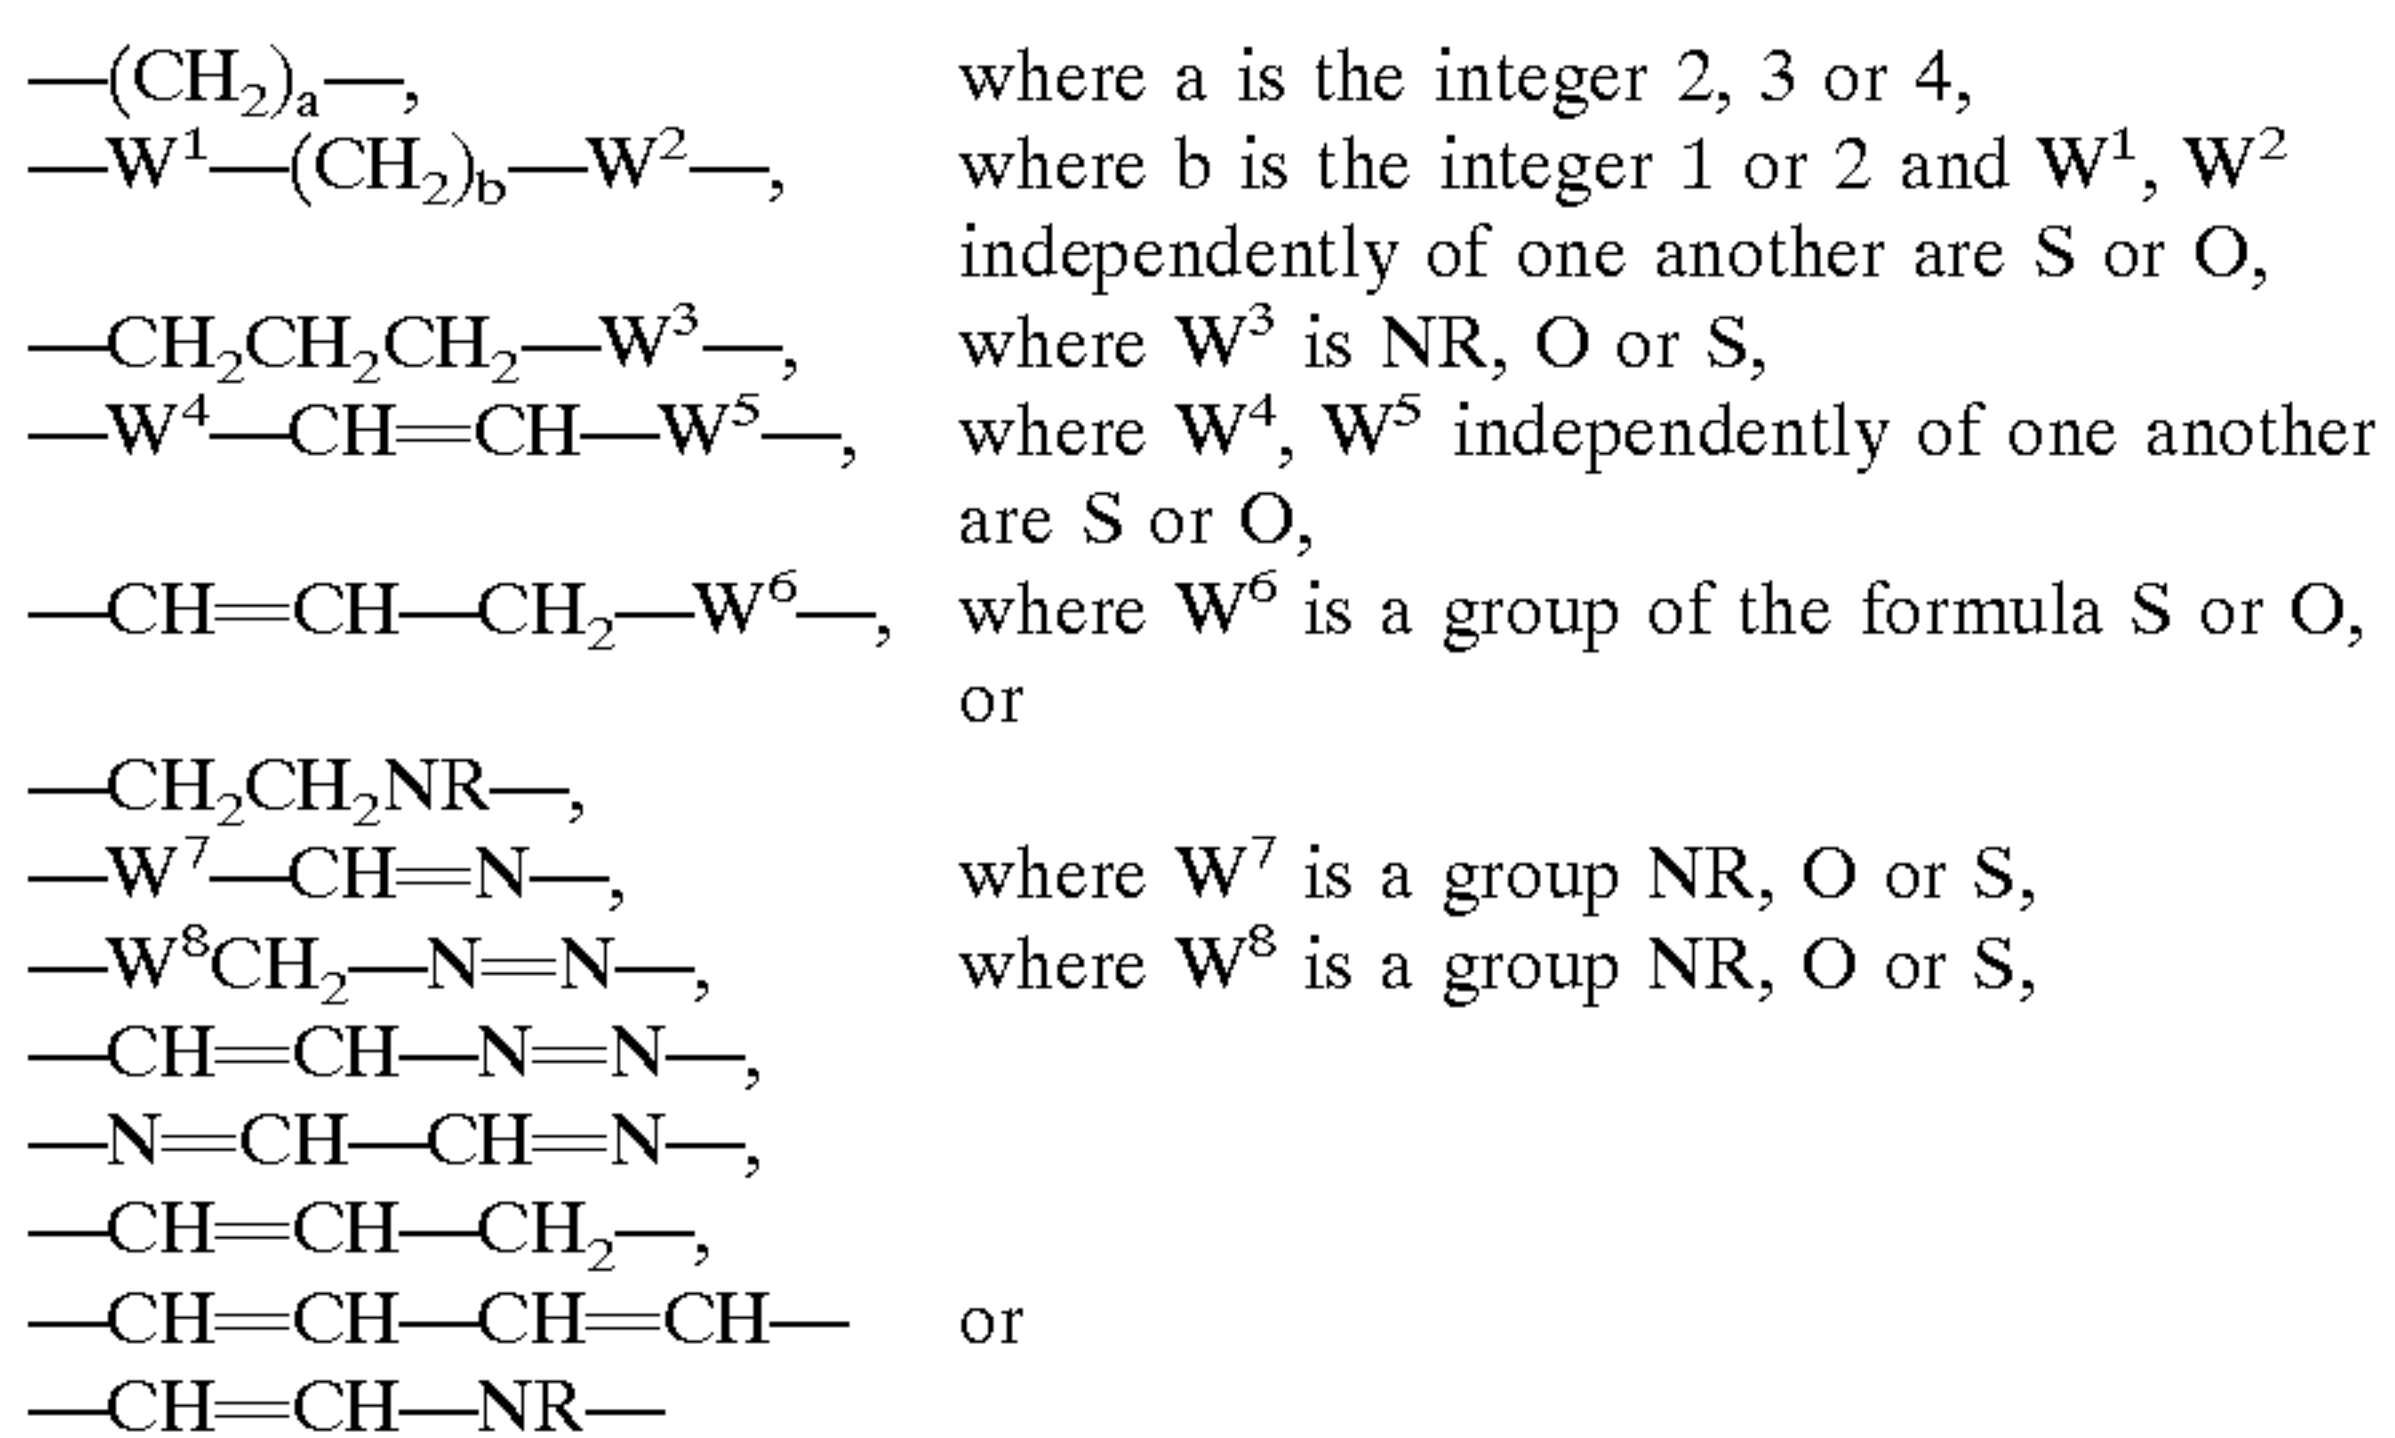 —(CH₂)ₐ—, where a is the integer 2, 3 or 4,
—W¹—(CH₂)b—W²—, where b is the integer 1 or 2 and W¹, W²
independently of one another are S or O,
—CH₂CH₂CH₂—W³—, where W³ is NR, O or S,
—W⁴—CH=CH—W⁵—, where W⁴, W⁵ independently of one another
are S or O,
—CH=CH—CH₂—W⁶—, where W⁶ is a group of the formula S or O,
or
—CH₂CH₂NR—,
—W⁷—CH=N—, where W⁷ is a group NR, O or S,
—W⁸CH₂—N=N—, where W⁸ is a group NR, O or S,
—CH=CH—N=N—,
—N=CH—CH=N—,
—CH=CH—CH₂—,
—CH=CH—CH=CH— or
—CH=CH—NR—